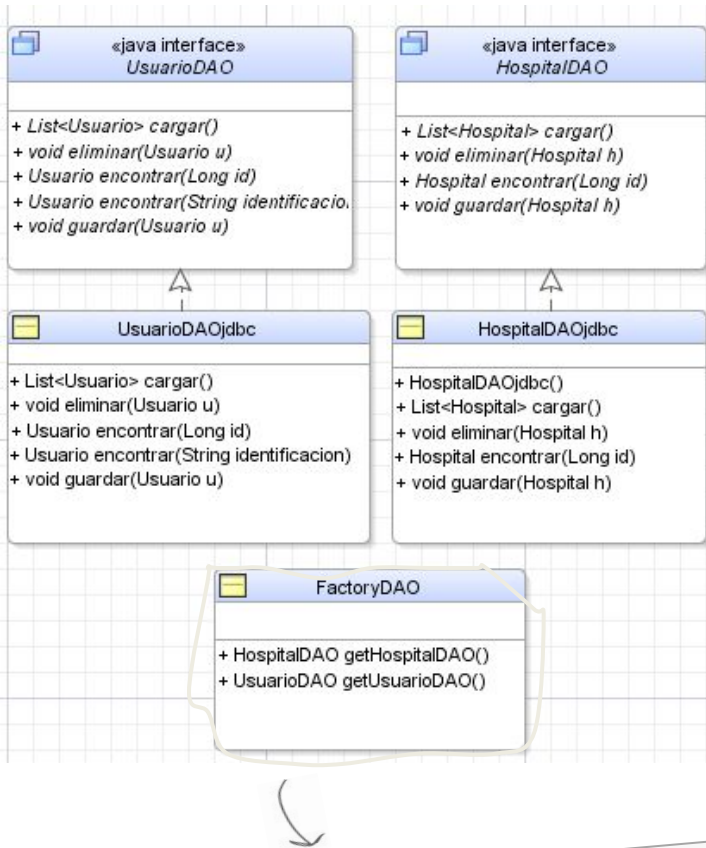 «java interface»
UsuarioDAO
+ List<Usuario> cargar()
+ void eliminar(Usuario u)
+ Usuario encontrar(Long id)
+ Usuario encontrar(String identificacio
+ void guardar(Usuario u)
«java interface»
HospitalDAO
+ List<Hospital> cargar()
+ void eliminar(Hospital h)
+ Hospital encontrar(Long id)
+ void guardar(Hospital h)
UsuarioDAOjdbc
+ List<Usuario> cargar()
+ void eliminar(Usuario u)
+ Usuario encontrar(Long id)
+ Usuario encontrar(String identificacion)
+ void guardar(Usuario u)
HospitalDAOjdbc
+ HospitalDAOjdbc()
+ List<Hospital> cargar()
+ void eliminar(Hospital h)
+ Hospital encontrar(Long id)
+ void guardar(Hospital h)
FactoryDAO
+ HospitalDAO getHospitalDAO()
+ UsuarioDAO getUsuarioDAO()